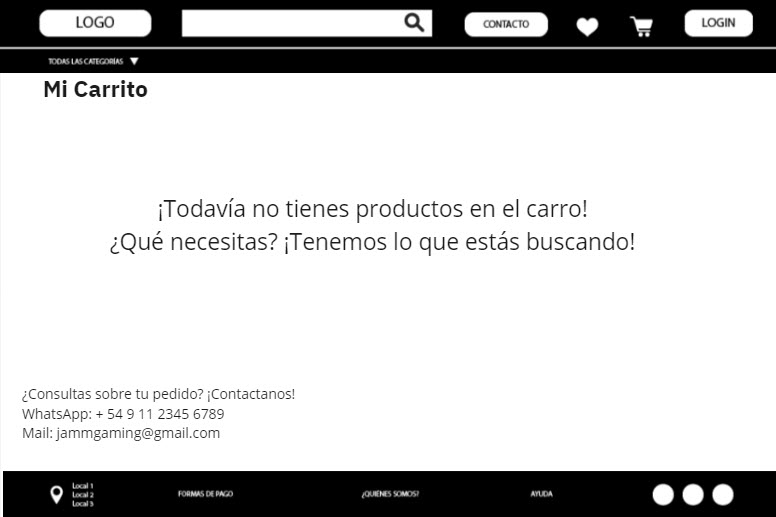 LOGO
CONTACTO
LOGIN
TODAS LAS CATEGORÍAS
Mi Carrito
¡Todavía no tienes productos en el carro!
¿Qué necesitas? ¡Tenemos lo que estás buscando!
¿Consultas sobre tu pedido? ¡Contactanos!
WhatsApp: + 54 9 11 2345 6789
Mail: jammgaming@gmail.com
Local 1
Local 2
Local 3
FORMAS DE PAGO
¿QUIÉNES SOMOS?
AYUDA